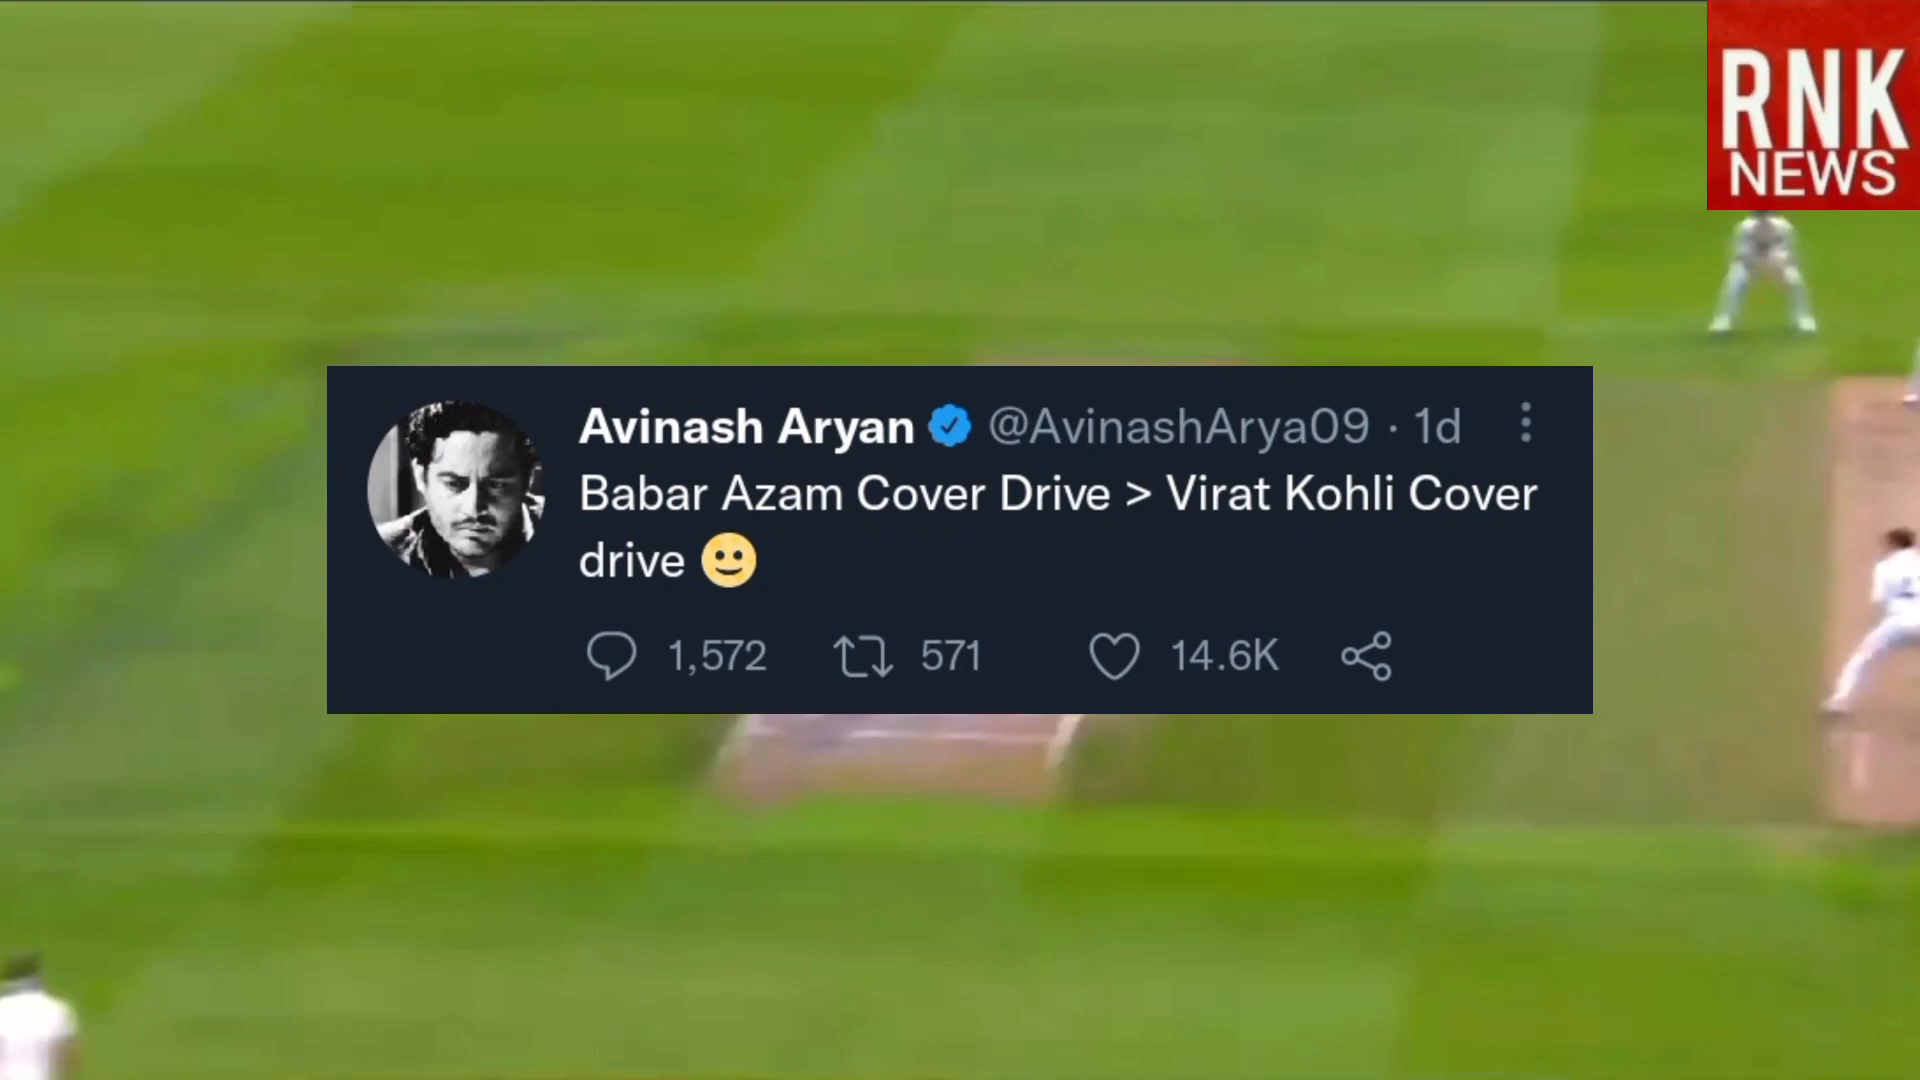 RNK
NEWS
Avinash Aryan @AvinashArya09 · 1d
Babar Azam Cover Drive > Virat Kohli Cover
drive 🙂
1,572 571 14.6K